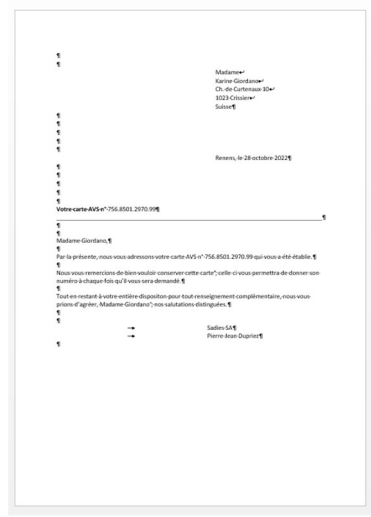 Madame
Karine Giordano
Ch. de Curtenaux 10
1023 Crissier
Suisse
Renens, le 28 octobre 2022
Votre carte AVS n° 756.8501.2970.99
Madame Giordano,
Par la présente, nous vous adressons votre carte AVS n° 756.8501.2970.99 qui vous a été établie.
Nous vous remercions de bien vouloir conserver cette carte ; celle-ci vous permettra de donner son
numéro à chaque fois qu'il vous sera demandé.
Tout en restant à votre entière dispositon pour tout renseignement complémentaire, nous vous
prions d'agréer, Madame Giordano ; nos salutations distinguées.
Sadies SA
Pierre-Jean Dupriez